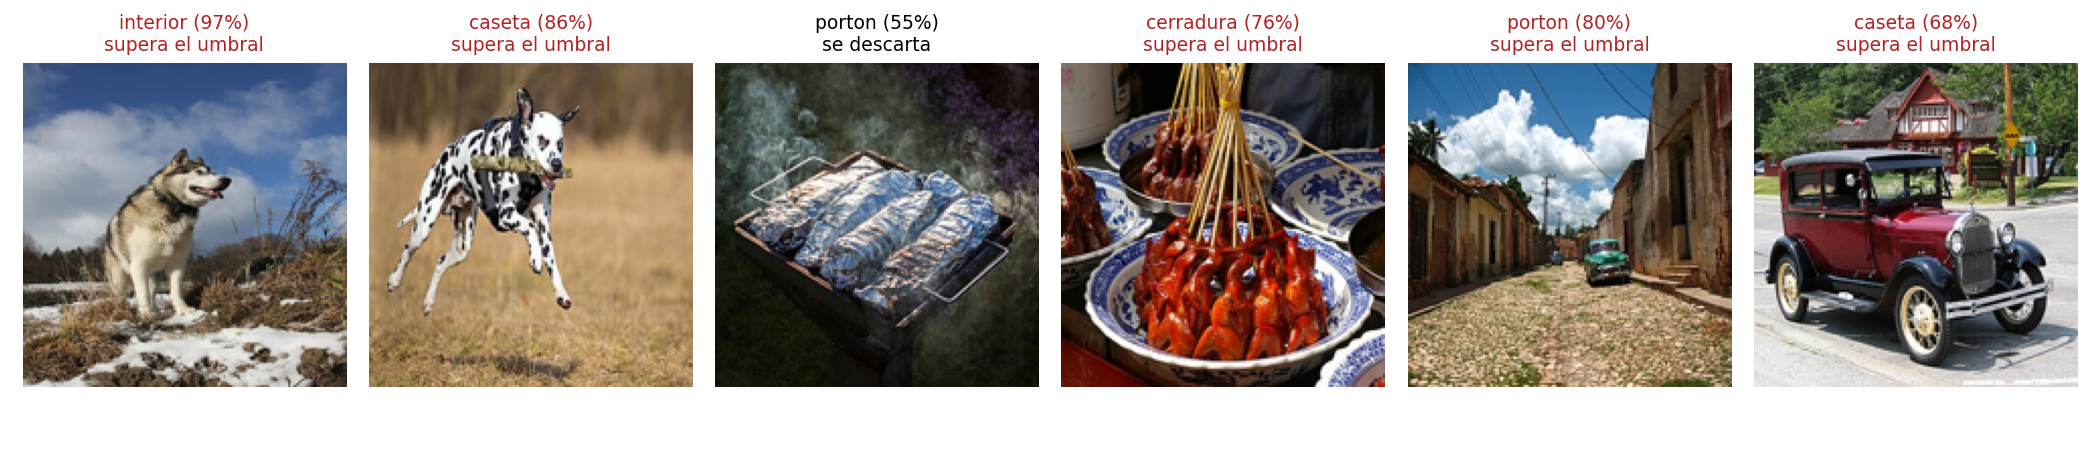 interior (97%)
supera el umbral
caseta (86%)
supera el umbral
porton (55%)
se descarta
cerradura (76%)
supera el umbral
porton (80%)
supera el umbral
caseta (68%)
supera el umbral